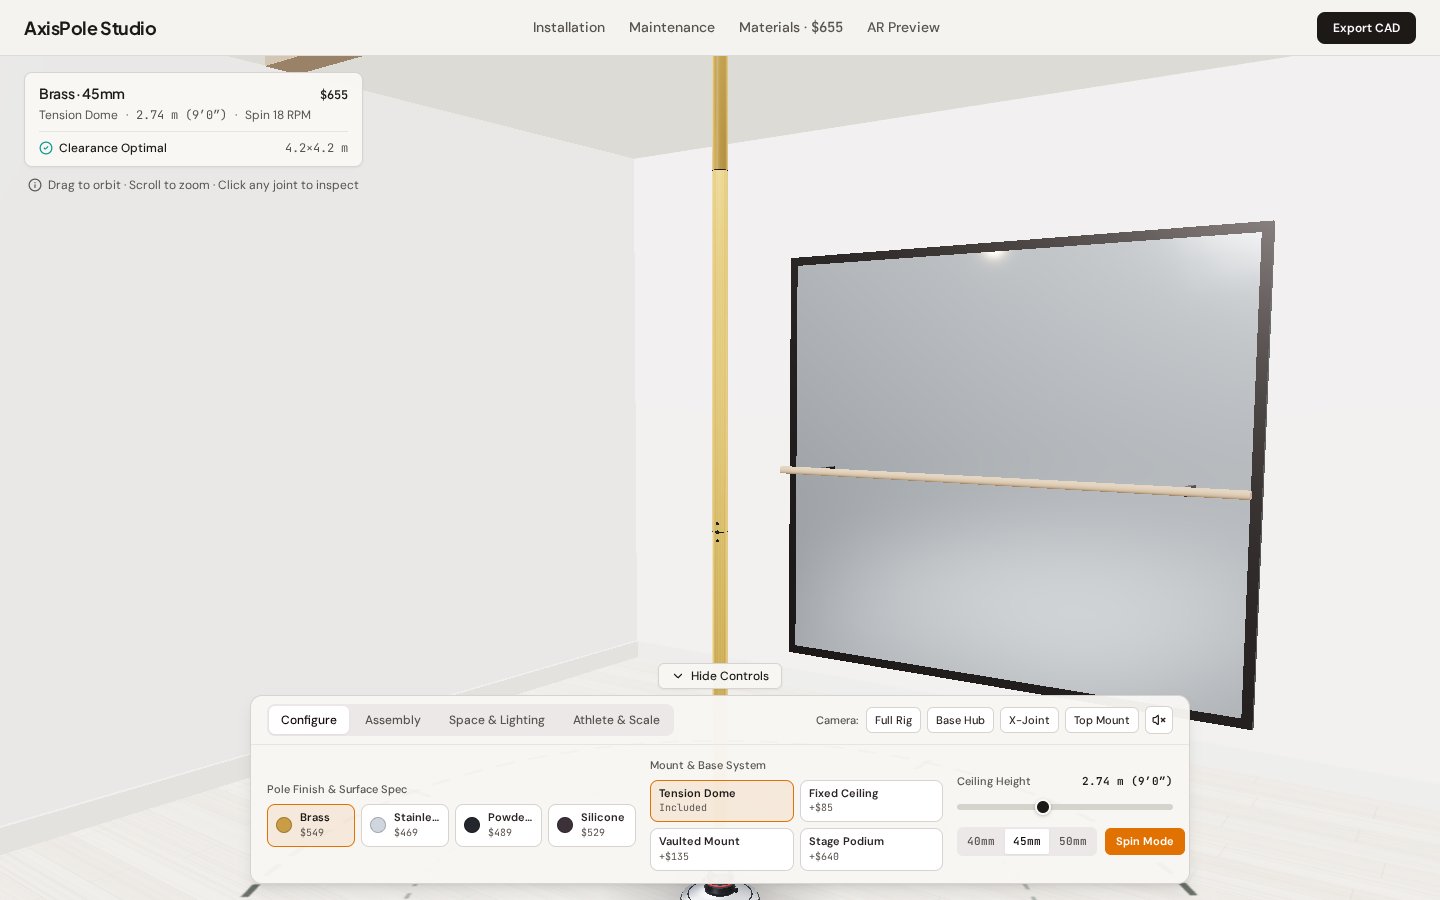 AxisPole Studio
Installation
Maintenance
Materials · $655
AR Preview
Export CAD
Brass · 45mm
$655
Tension Dome · 2.74 m (9′0″) · Spin 18 RPM
Clearance Optimal
4.2×4.2 m
Drag to orbit · Scroll to zoom · Click any joint to inspect
Hide Controls
Configure
Assembly
Space & Lighting
Athlete & Scale
Camera:
Full Rig
Base Hub
X-Joint
Top Mount
Pole Finish & Surface Spec
Brass
$549
Stainle…
$469
Powde…
$489
Silicone
$529
Mount & Base System
Tension Dome
Included
Fixed Ceiling
+$85
Vaulted Mount
+$135
Stage Podium
+$640
Ceiling Height
2.74 m (9′0″)
40mm
45mm
50mm
Spin Mode